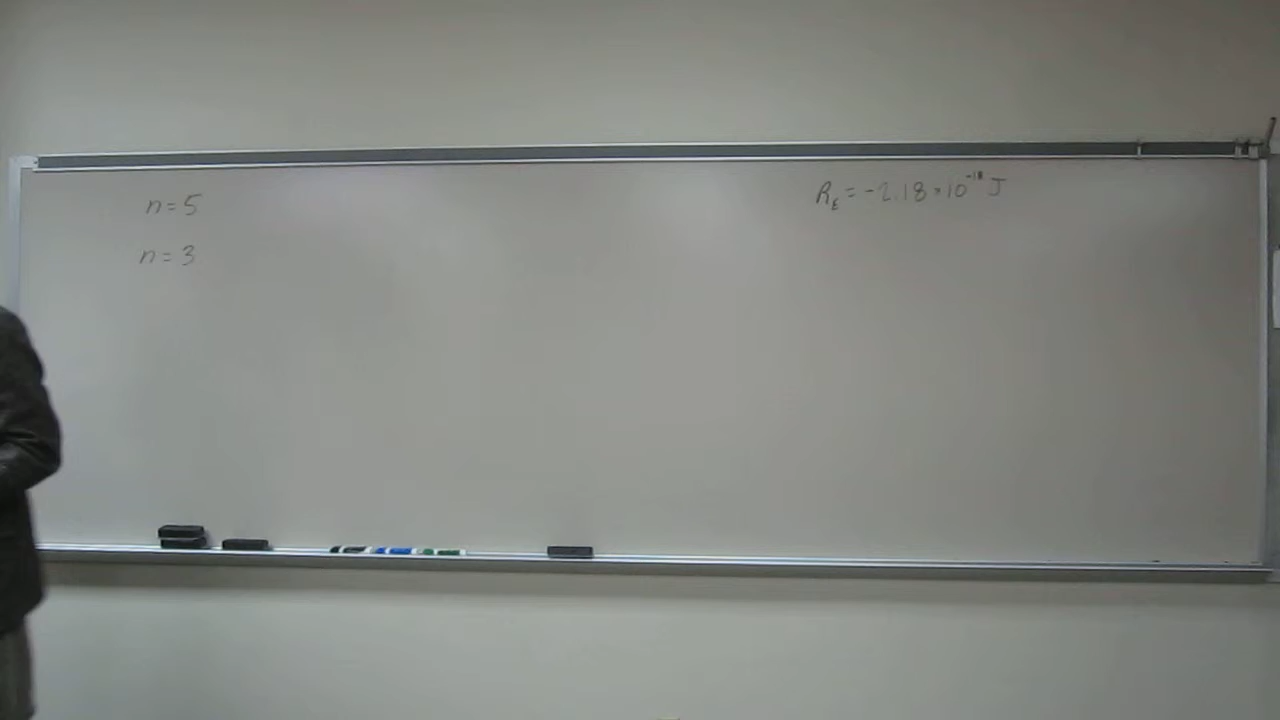 n = 5
n = 3
R_E = -2.18 × 10^-18 J